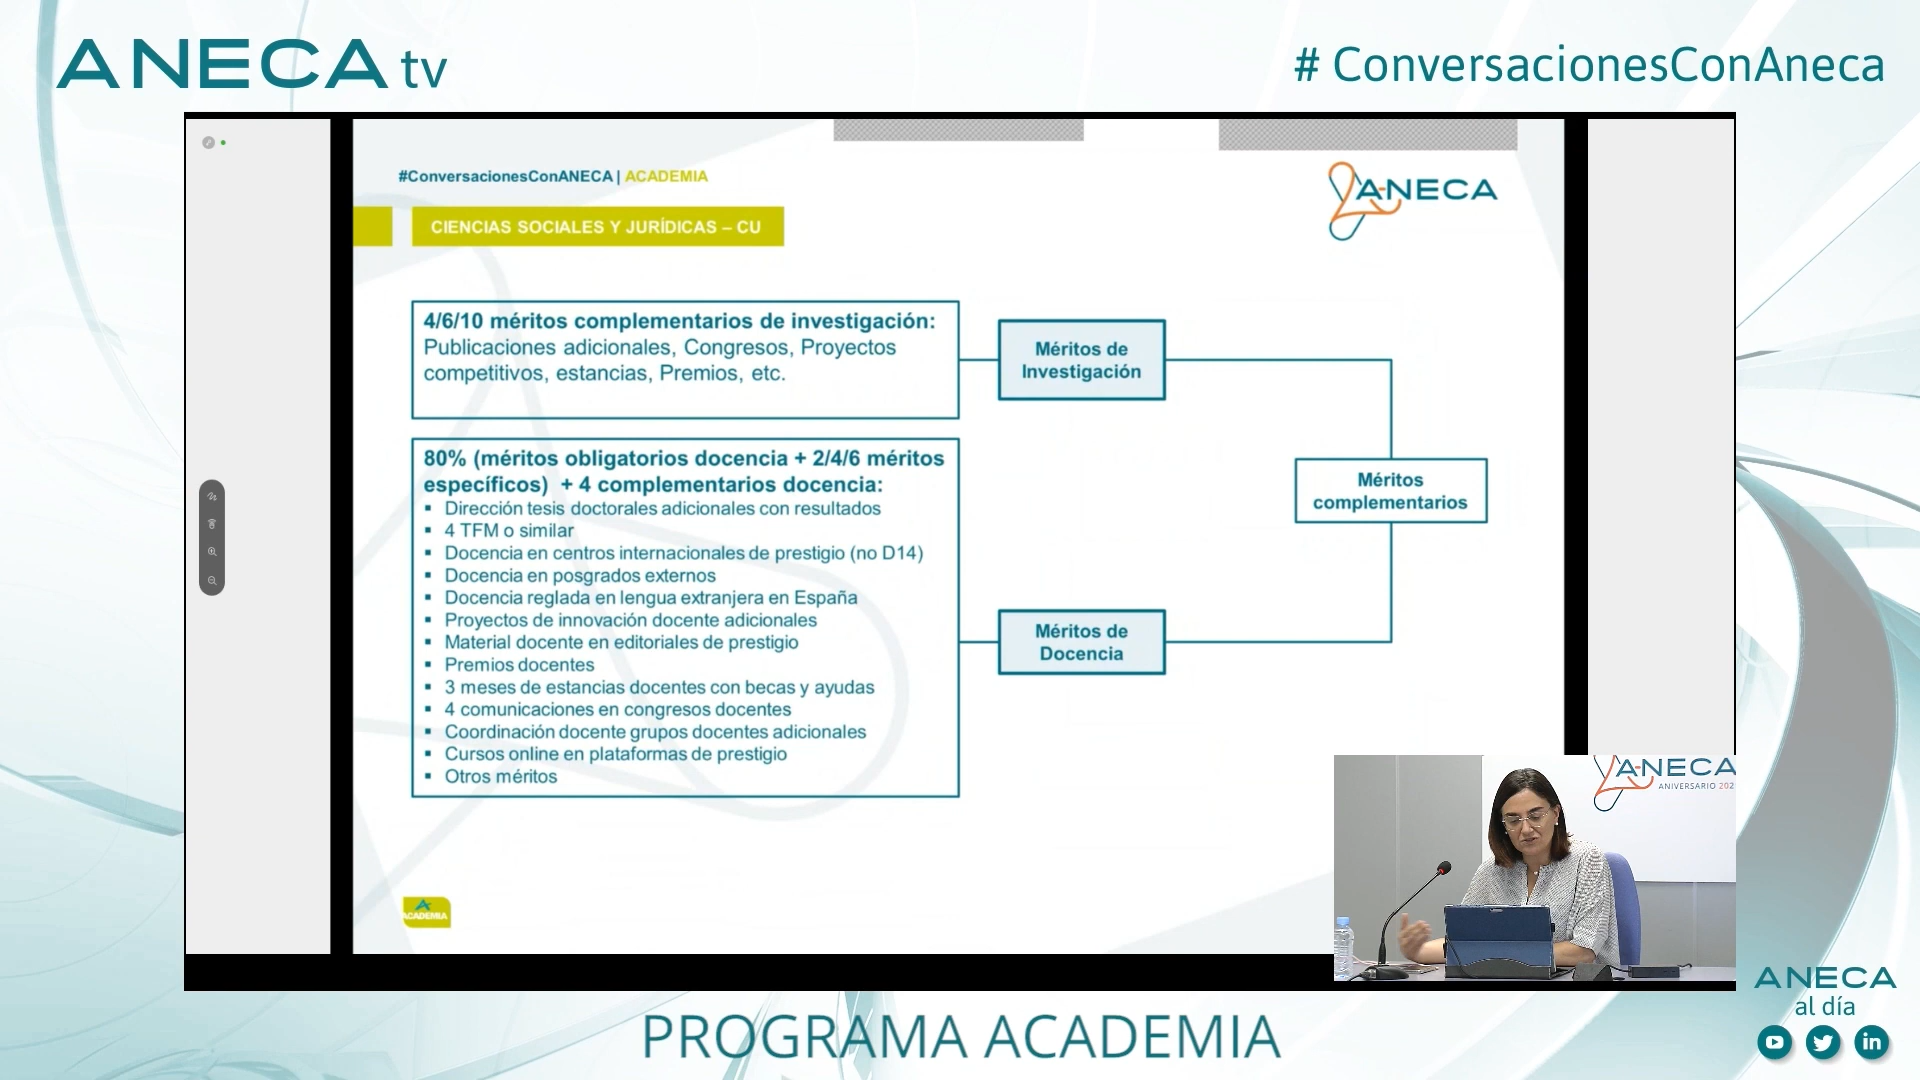 ANECA tv
# ConversacionesConAneca
#ConversacionesConANECA | ACADEMIA
ANECA
CIENCIAS SOCIALES Y JURÍDICAS – CU
4/6/10 méritos complementarios de investigación:
Publicaciones adicionales, Congresos, Proyectos
competitivos, estancias, Premios, etc.
Méritos de
Investigación
80% (méritos obligatorios docencia + 2/4/6 méritos
específicos) + 4 complementarios docencia:
▪ Dirección tesis doctorales adicionales con resultados
▪ 4 TFM o similar
▪ Docencia en centros internacionales de prestigio (no D14)
▪ Docencia en posgrados externos
▪ Docencia reglada en lengua extranjera en España
▪ Proyectos de innovación docente adicionales
▪ Material docente en editoriales de prestigio
▪ Premios docentes
▪ 3 meses de estancias docentes con becas y ayudas
▪ 4 comunicaciones en congresos docentes
▪ Coordinación docente grupos docentes adicionales
▪ Cursos online en plataformas de prestigio
▪ Otros méritos
Méritos
complementarios
Méritos de
Docencia
ANECA
ANIVERSARIO 202
ACADEMIA
ANECA
al día
in
PROGRAMA ACADEMIA